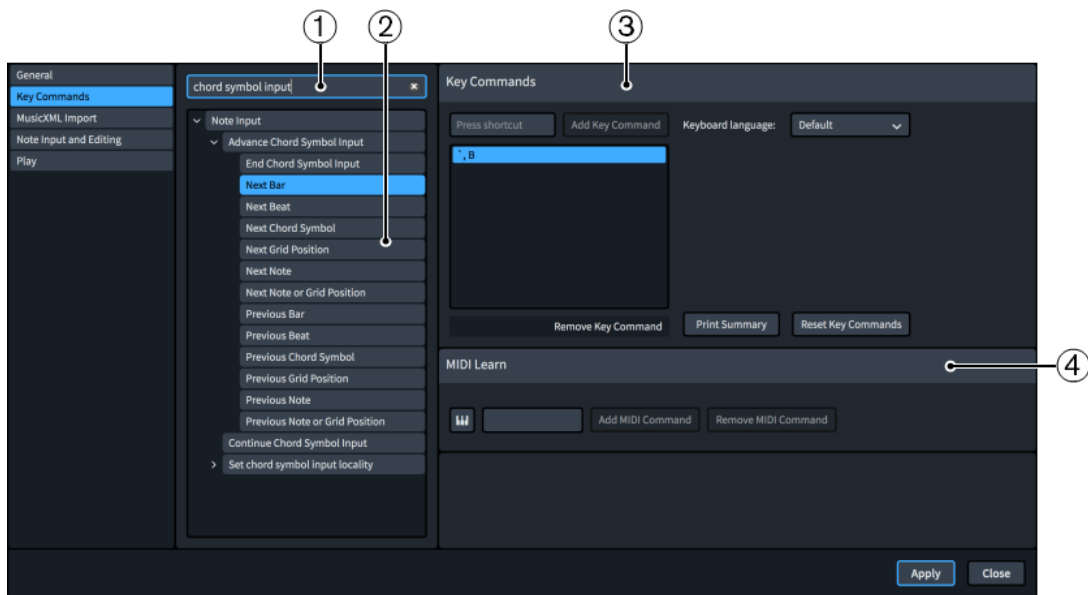 ① ② ③
General
Key Commands
MusicXML Import
Note Input and Editing
Play
chord symbol input
Note Input
Advance Chord Symbol Input
End Chord Symbol Input
Next Bar
Next Beat
Next Chord Symbol
Next Grid Position
Next Note
Next Note or Grid Position
Previous Bar
Previous Beat
Previous Chord Symbol
Previous Grid Position
Previous Note
Previous Note or Grid Position
Continue Chord Symbol Input
Set chord symbol input locality
Key Commands
Press shortcut Add Key Command Keyboard language: Default
`, B
Remove Key Command Print Summary Reset Key Commands
MIDI Learn ④
Add MIDI Command Remove MIDI Command
Apply Close